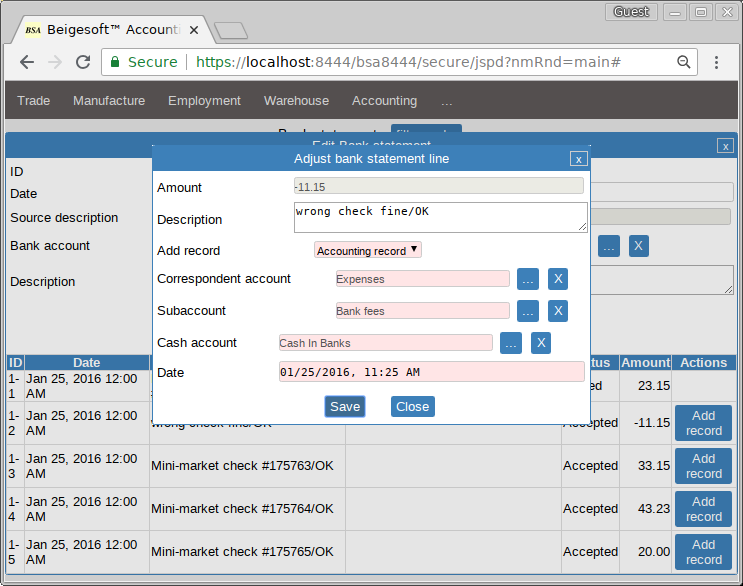 Guest
BSA Beigesoft™ Account
Secure https://localhost:8444/bsa8444/secure/jspd?nmRnd=main#
Trade Manufacture Employment Warehouse Accounting ...
Edit Bank statement x
Adjust bank statement line x
ID
Date
Source description
Bank account ... X
Description
Amount -11.15
Description wrong check fine/OK
Add record Accounting record
Correspondent account Expenses ... X
Subaccount Bank fees ... X
Cash account Cash In Banks ... X
Date 01/25/2016, 11:25 AM
Save Close
ID Date Amount Actions
1-1 Jan 25, 2016 12:00 AM 23.15
1-2 Jan 25, 2016 12:00 AM wrong check fine/OK Accepted -11.15 Add record
1-3 Jan 25, 2016 12:00 AM Mini-market check #175763/OK Accepted 33.15 Add record
1-4 Jan 25, 2016 12:00 AM Mini-market check #175764/OK Accepted 43.23 Add record
1-5 Jan 25, 2016 12:00 AM Mini-market check #175765/OK Accepted 20.00 Add record